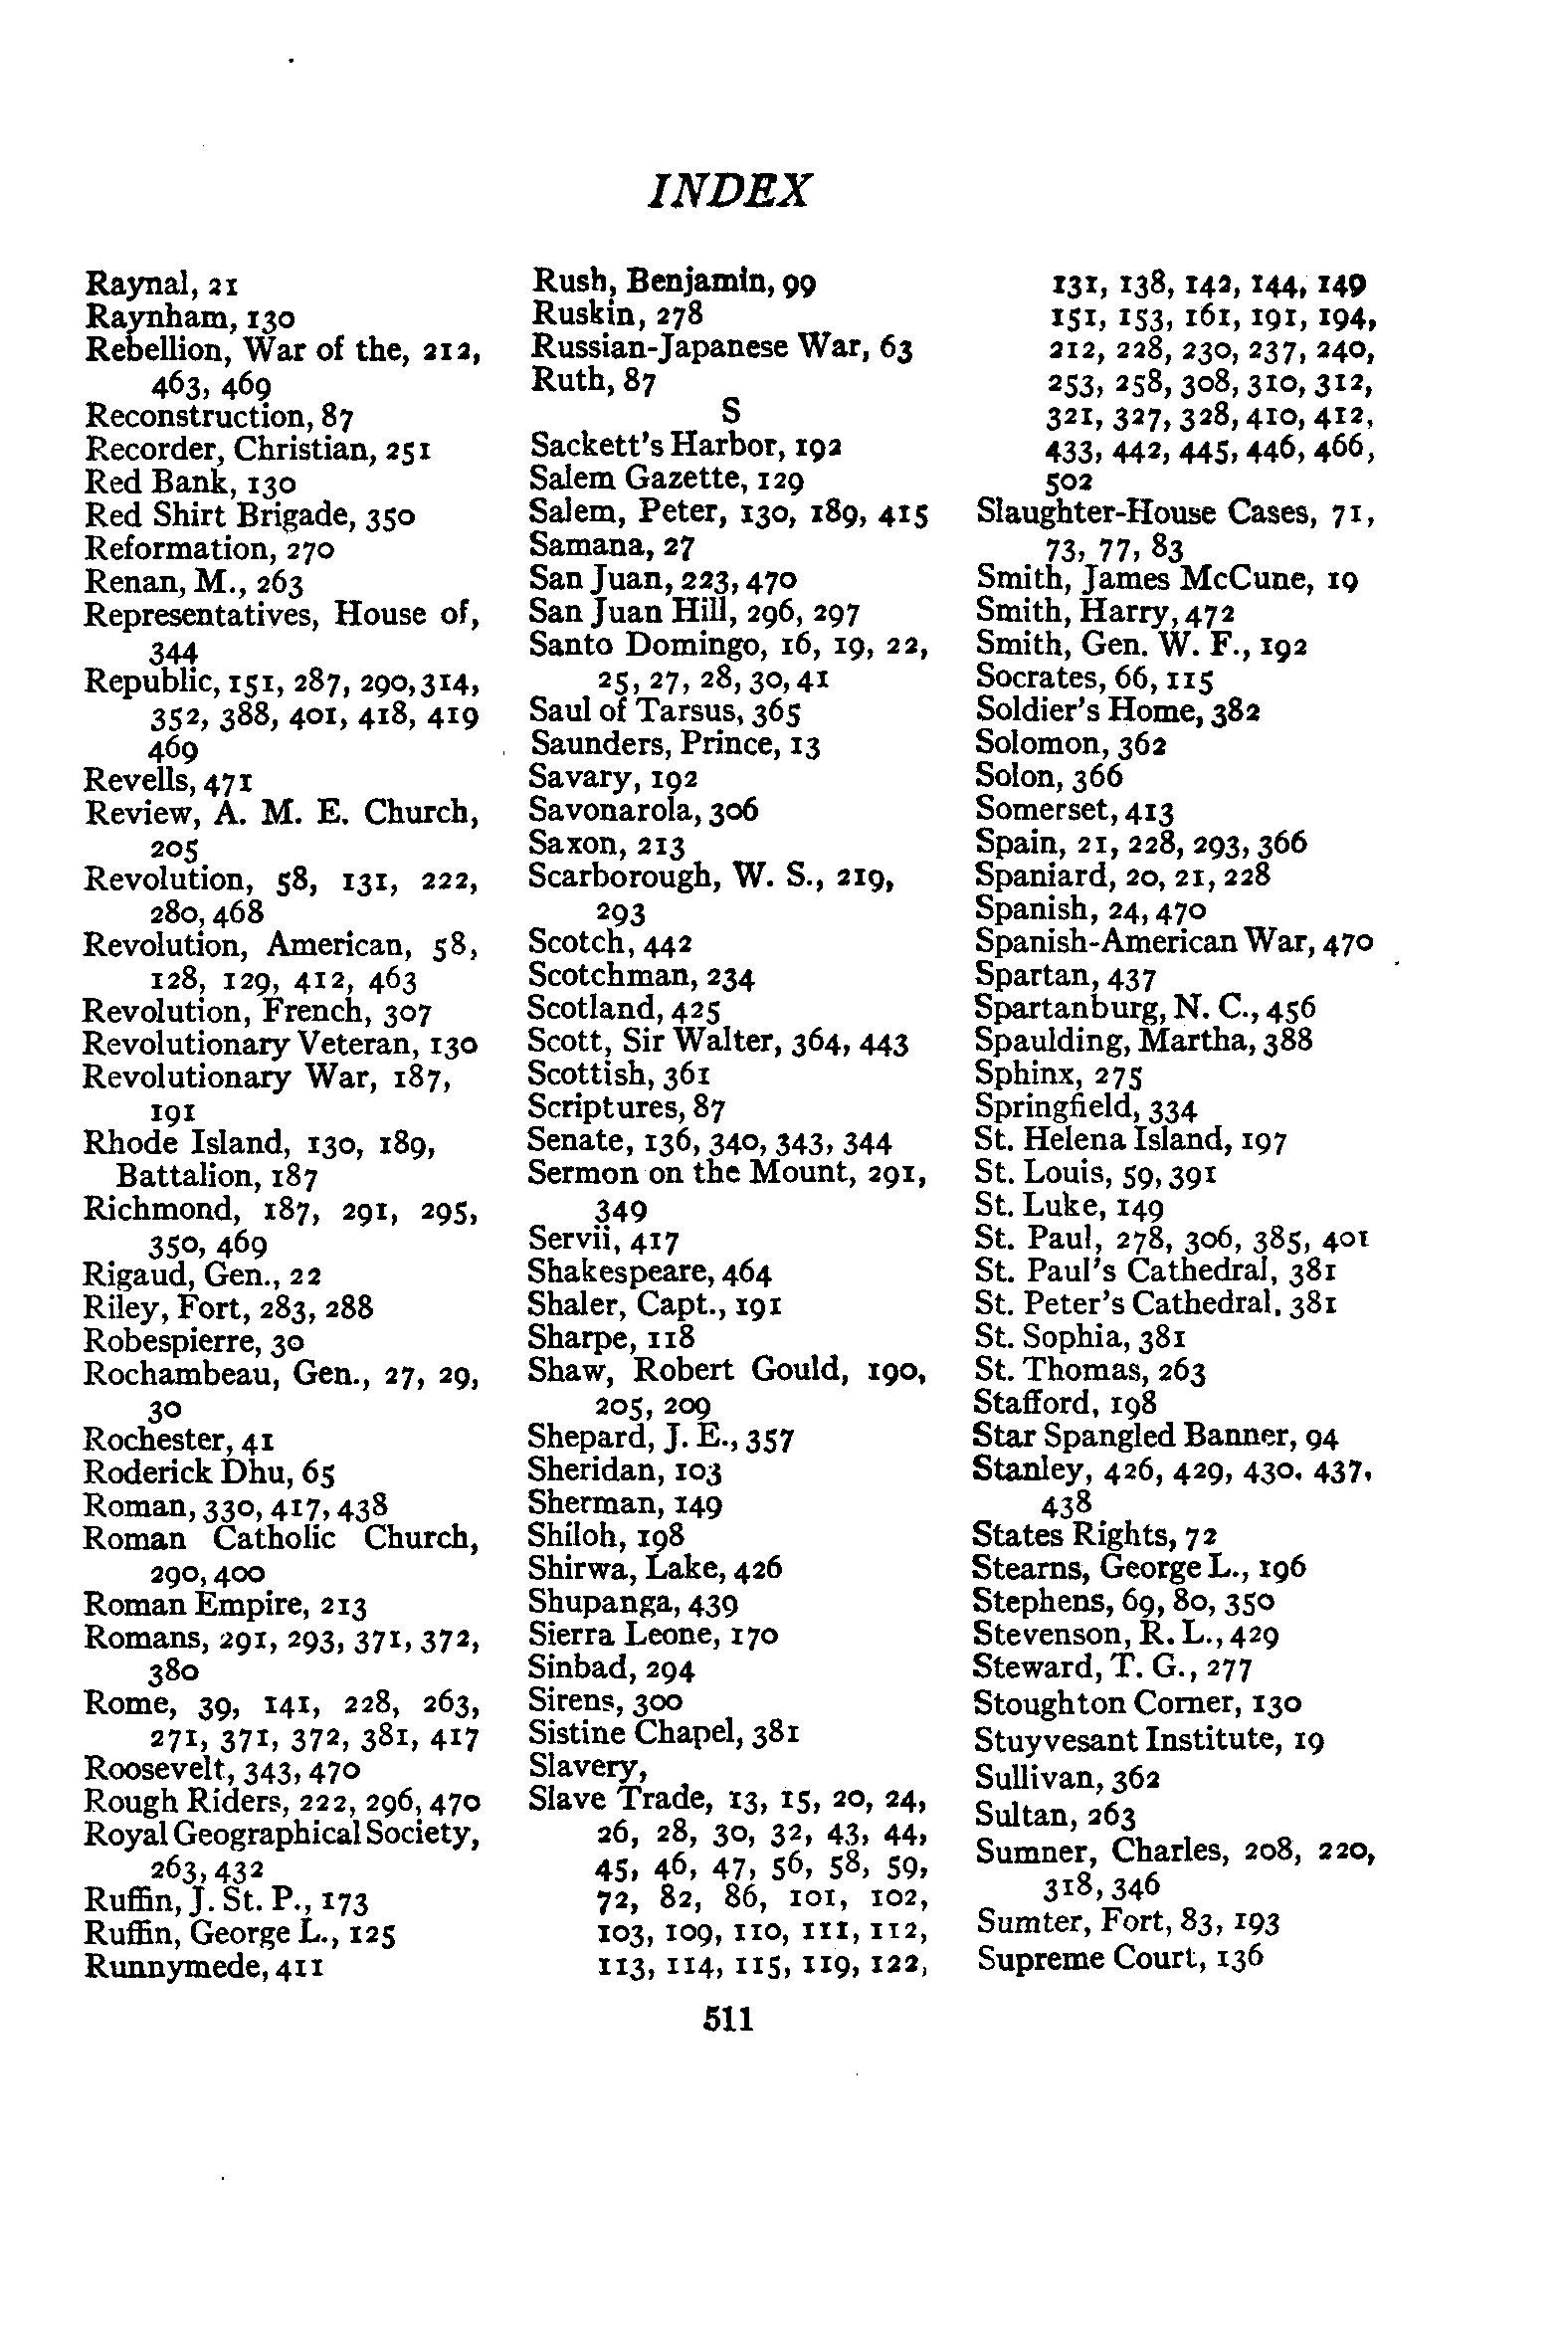 INDEX
Raynal, 21
Raynham, 130
Rebellion, War of the, 212,
463, 469
Reconstruction, 87
Recorder, Christian, 251
Red Bank, 130
Red Shirt Brigade, 350
Reformation, 270
Renan, M., 263
Representatives, House of,
344
Republic, 151, 287, 290, 314,
352, 388, 401, 418, 419
469
Revells, 471
Review, A. M. E. Church,
205
Revolution, 58, 131, 222,
280, 468
Revolution, American, 58,
128, 129, 412, 463
Revolution, French, 307
Revolutionary Veteran, 130
Revolutionary War, 187,
191
Rhode Island, 130, 189,
Battalion, 187
Richmond, 187, 291, 295,
350, 469
Rigaud, Gen., 22
Riley, Fort, 283, 288
Robespierre, 30
Rochambeau, Gen., 27, 29,
30
Rochester, 41
Roderick Dhu, 65
Roman, 330, 417, 438
Roman Catholic Church,
290, 400
Roman Empire, 213
Romans, 291, 293, 371, 372,
380
Rome, 39, 141, 228, 263,
271, 371, 372, 381, 417
Roosevelt, 343, 470
Rough Riders, 222, 296, 470
Royal Geographical Society,
263, 432
Ruffin, J. St. P., 173
Ruffin, George L., 125
Runnymede, 411
Rush, Benjamin, 99
Ruskin, 278
Russian-Japanese War, 63
Ruth, 87
S
Sackett's Harbor, 192
Salem Gazette, 129
Salem, Peter, 130, 189, 415
Samana, 27
San Juan, 223, 470
San Juan Hill, 296, 297
Santo Domingo, 16, 19, 22,
25, 27, 28, 30, 41
Saul of Tarsus, 365
Saunders, Prince, 13
Savary, 192
Savonarola, 306
Saxon, 213
Scarborough, W. S., 219,
293
Scotch, 442
Scotchman, 234
Scotland, 425
Scott, Sir Walter, 364, 443
Scottish, 361
Scriptures, 87
Senate, 136, 340, 343, 344
Sermon on the Mount, 291,
349
Servii, 417
Shakespeare, 464
Shaler, Capt., 191
Sharpe, 118
Shaw, Robert Gould, 190,
205, 209
Shepard, J. E., 357
Sheridan, 103
Sherman, 149
Shiloh, 198
Shirwa, Lake, 426
Shupanga, 439
Sierra Leone, 170
Sinbad, 294
Sirens, 300
Sistine Chapel, 381
Slavery,
Slave Trade, 13, 15, 20, 24,
26, 28, 30, 32, 43, 44,
45, 46, 47, 56, 58, 59,
72, 82, 86, 101, 102,
103, 109, 110, 111, 112,
113, 114, 115, 119, 122,
131, 138, 142, 144, 149
151, 153, 161, 191, 194,
212, 228, 230, 237, 240,
253, 258, 308, 310, 312,
321, 327, 328, 410, 412,
433, 442, 445, 446, 466,
502
Slaughter-House Cases, 71,
73, 77, 83
Smith, James McCune, 19
Smith, Harry, 472
Smith, Gen. W. F., 192
Socrates, 66, 115
Soldier's Home, 382
Solomon, 362
Solon, 366
Somerset, 413
Spain, 21, 228, 293, 366
Spaniard, 20, 21, 228
Spanish, 24, 470
Spanish-American War, 470
Spartan, 437
Spartanburg, N. C., 456
Spaulding, Martha, 388
Sphinx, 275
Springfield, 334
St. Helena Island, 197
St. Louis, 59, 391
St. Luke, 149
St. Paul, 278, 306, 385, 401
St. Paul's Cathedral, 381
St. Peter's Cathedral, 381
St. Sophia, 381
St. Thomas, 263
Stafford, 198
Star Spangled Banner, 94
Stanley, 426, 429, 430, 437,
438
States Rights, 72
Stearns, George L., 196
Stephens, 69, 80, 350
Stevenson, R. L., 429
Steward, T. G., 277
Stoughton Corner, 130
Stuyvesant Institute, 19
Sullivan, 362
Sultan, 263
Sumner, Charles, 208, 220,
318, 346
Sumter, Fort, 83, 193
Supreme Court, 136
511